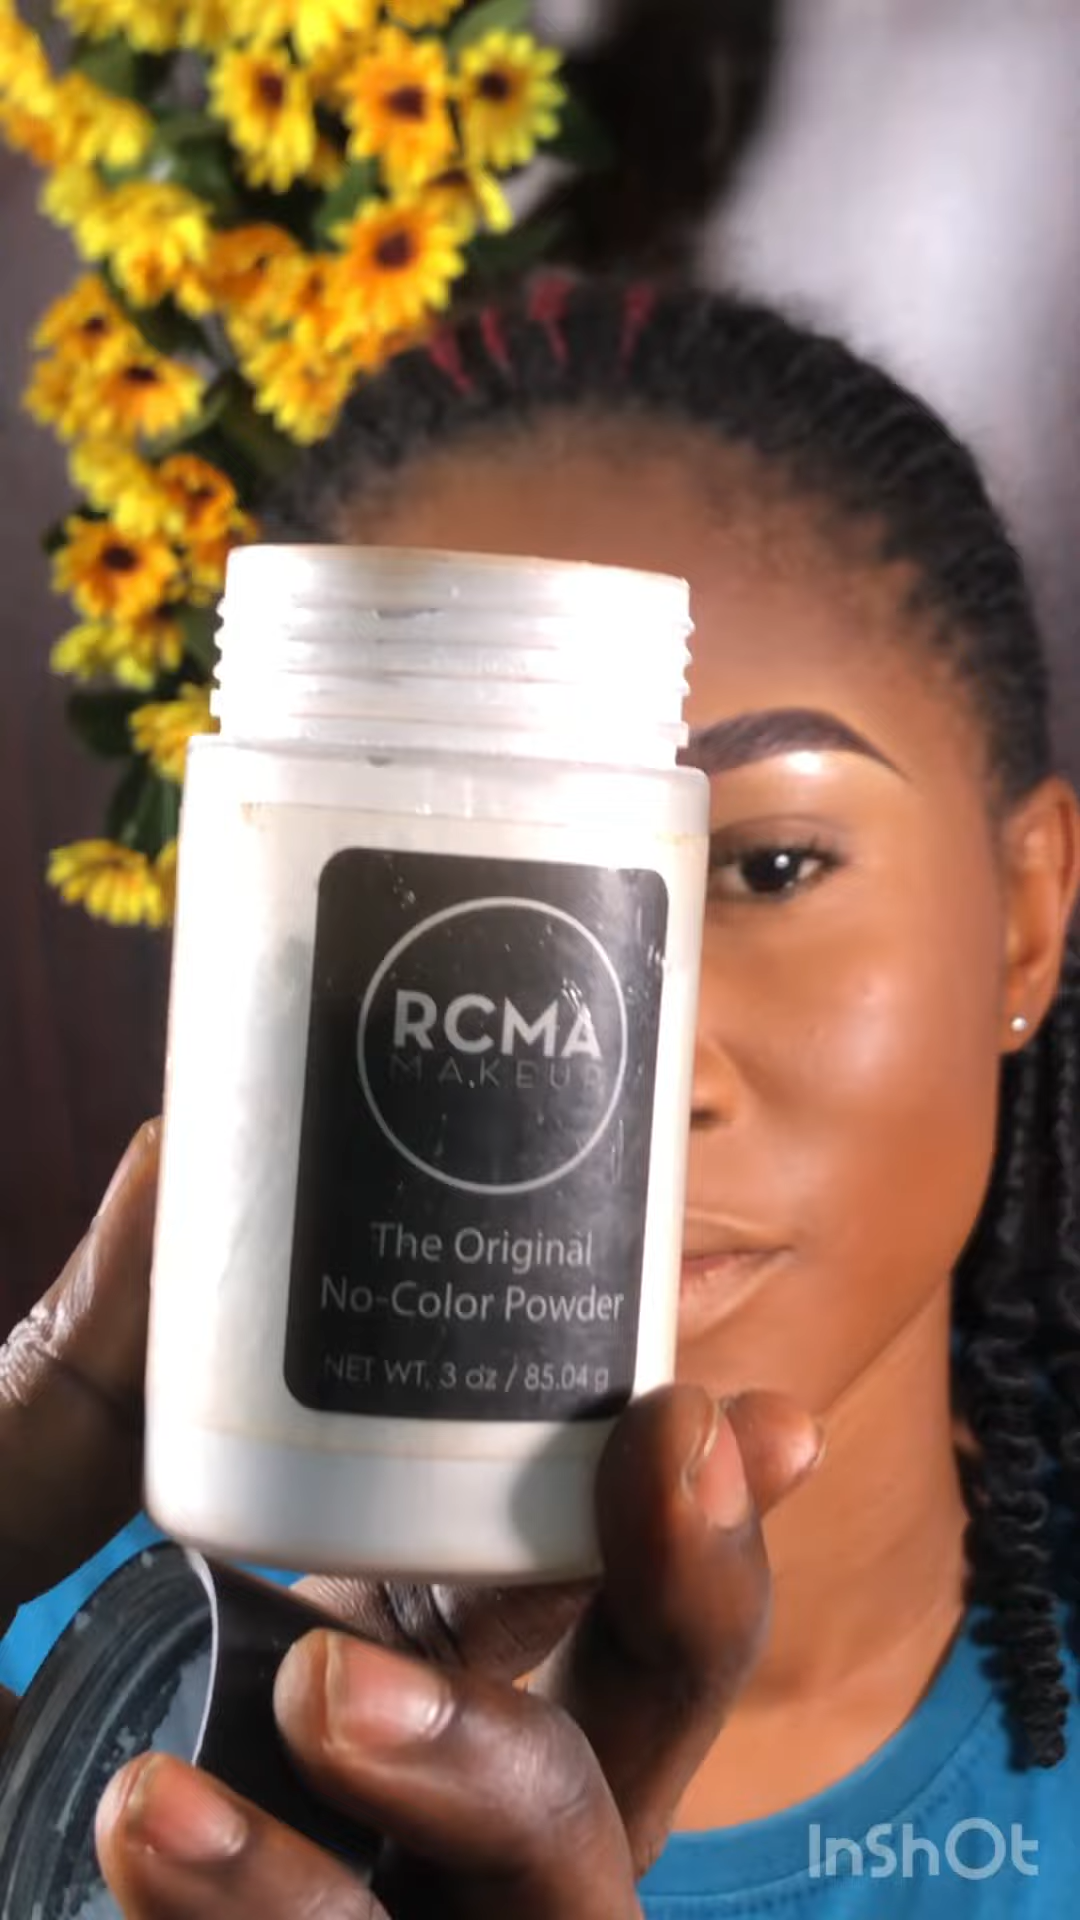 RCMA
MAKEUP
The Original
No-Color Powder
NET WT. 3 oz / 85.04 g
InShOt